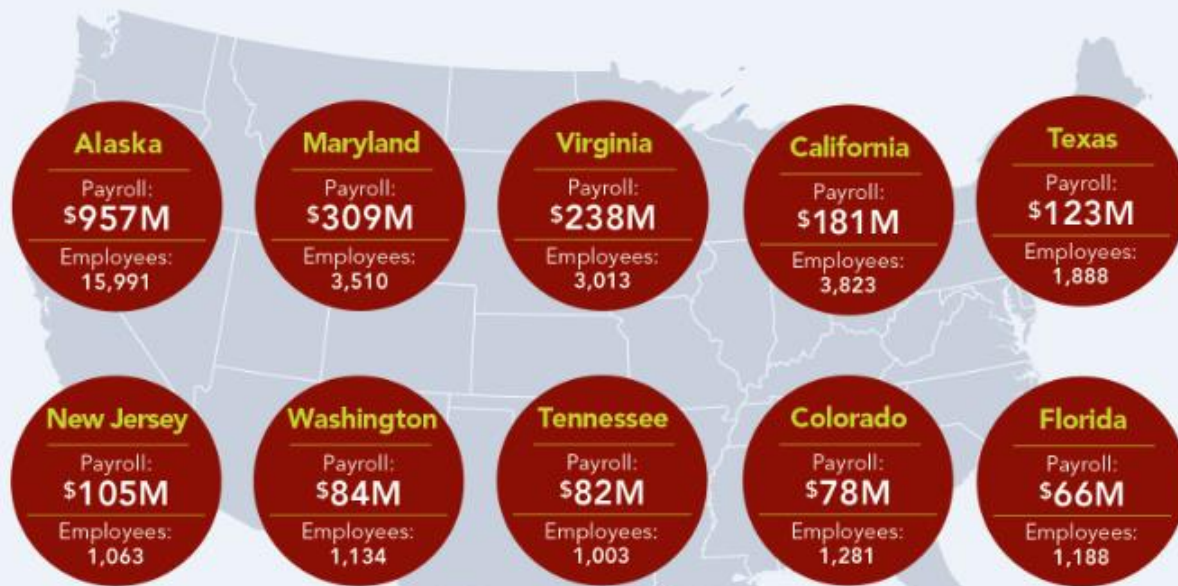 Alaska
Payroll:
$957M
Employees:
15,991
Maryland
Payroll:
$309M
Employees:
3,510
Virginia
Payroll:
$238M
Employees:
3,013
California
Payroll:
$181M
Employees:
3,823
Texas
Payroll:
$123M
Employees:
1,888
New Jersey
Payroll:
$105M
Employees:
1,063
Washington
Payroll:
$84M
Employees:
1,134
Tennessee
Payroll:
$82M
Employees:
1,003
Colorado
Payroll:
$78M
Employees:
1,281
Florida
Payroll:
$66M
Employees:
1,188